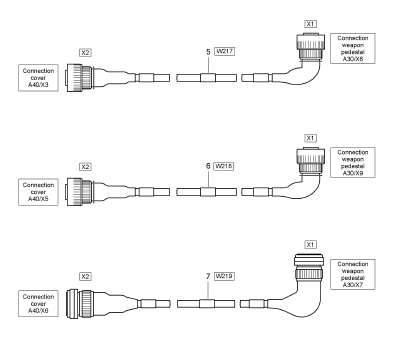 X1
X2
5 W217
Connection
weapon
pedestal
A30/X6
Connection
cover
A40/X3
X1
X2
6 W218
Connection
weapon
pedestal
A30/X9
Connection
cover
A40/X5
X1
X2
7 W219
Connection
weapon
pedestal
A30/X7
Connection
cover
A40/X6